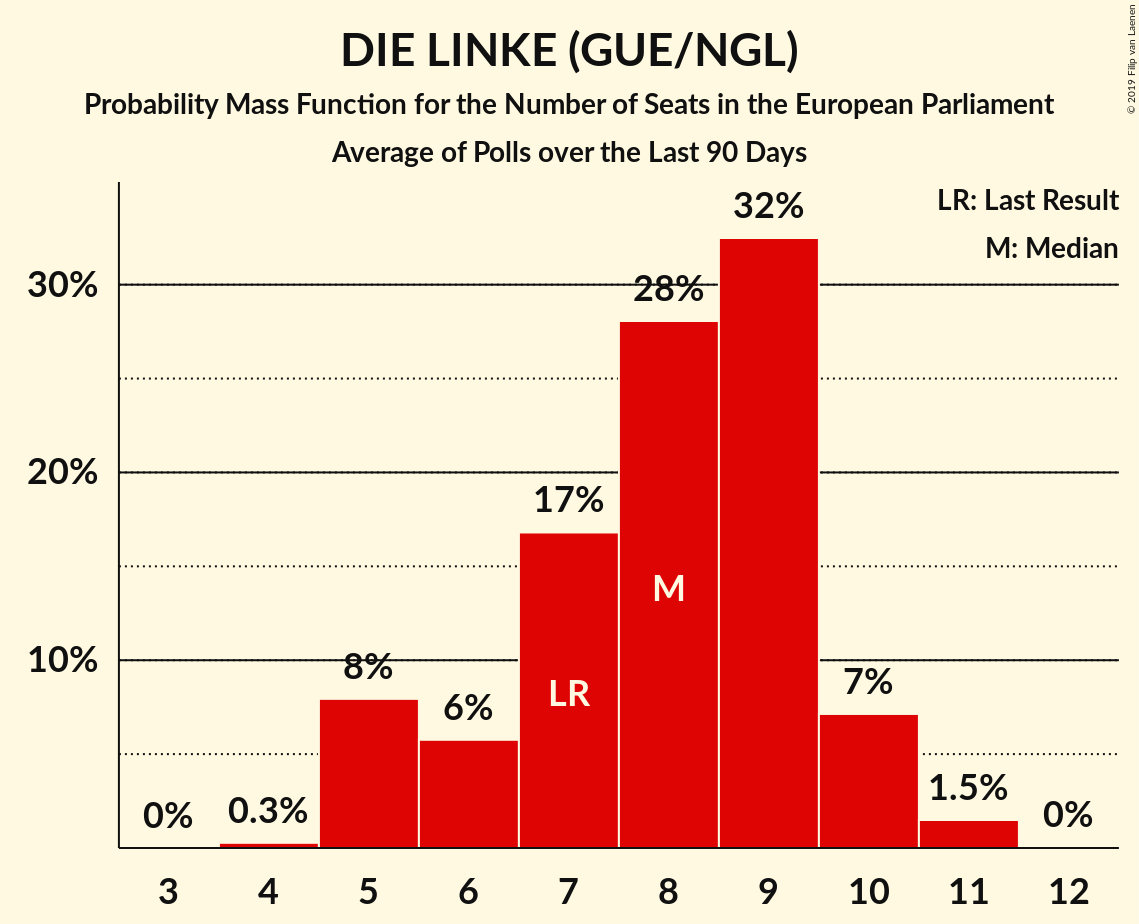 DIE LINKE (GUE/NGL)
Probability Mass Function for the Number of Seats in the European Parliament
Average of Polls over the Last 90 Days
© 2019 Filip van Laenen
LR: Last Result
M: Median
30%
20%
10%
0%
0.3%
8%
6%
17%
28%
32%
7%
1.5%
0%
LR
M
3 4 5 6 7 8 9 10 11 12